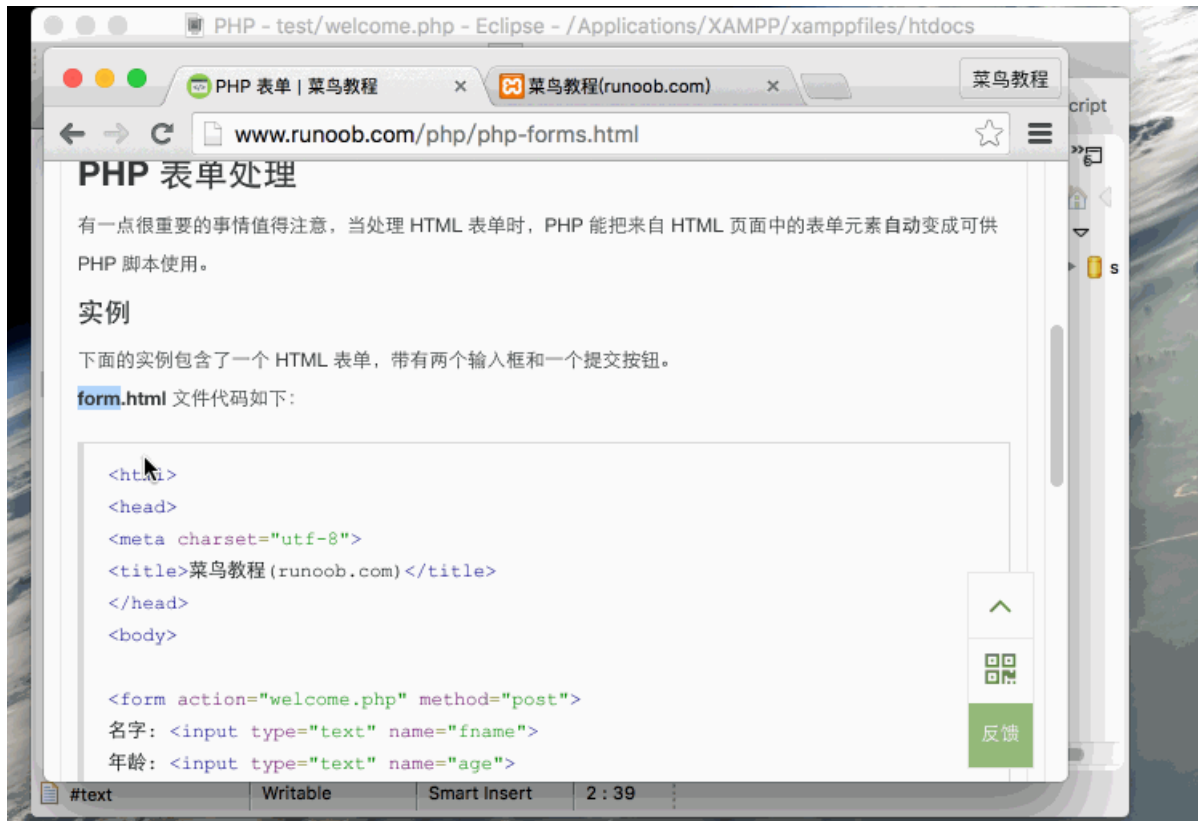 PHP - test/welcome.php - Eclipse - /Applications/XAMPP/xamppfiles/htdocs
PHP 表单 | 菜鸟教程
菜鸟教程(runoob.com)
菜鸟教程
cript
www.runoob.com/php/php-forms.html
PHP 表单处理
有一点很重要的事情值得注意，当处理 HTML 表单时，PHP 能把来自 HTML 页面中的表单元素自动变成可供
PHP 脚本使用。
s
实例
下面的实例包含了一个 HTML 表单，带有两个输入框和一个提交按钮。
form.html 文件代码如下:
<html>
<head>
<meta charset="utf-8">
<title>菜鸟教程(runoob.com)</title>
</head>
<body>
<form action="welcome.php" method="post">
名字: <input type="text" name="fname">
年龄: <input type="text" name="age">
反馈
#text
Writable
Smart Insert
2 : 39